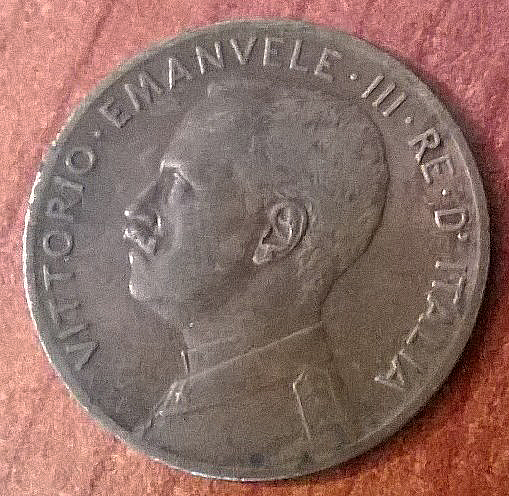 VITTORIO · EMANVELE · III · RE · D' ITALIA